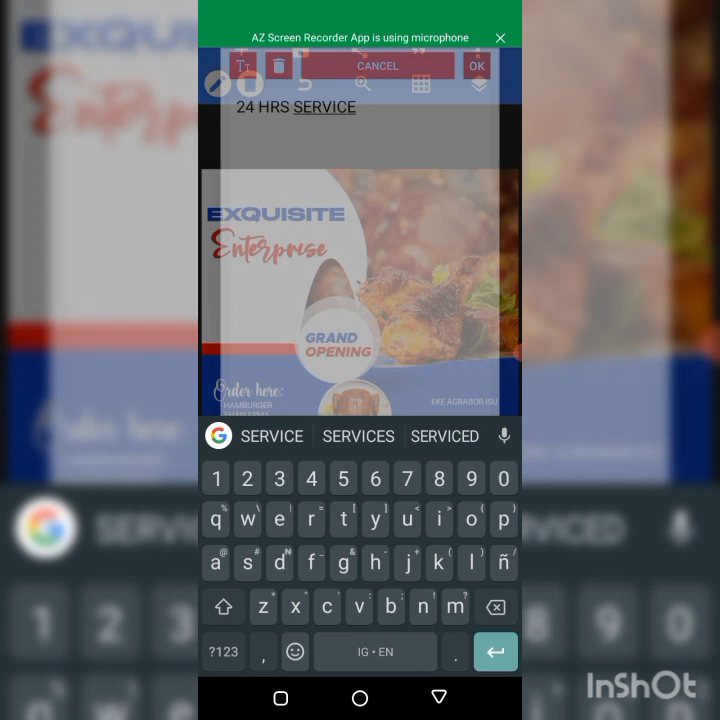 AZ Screen Recorder App is using microphone
CANCEL
OK
24 HRS SERVICE
EXQUISITE
Enterprise
GRAND
OPENING
Order here:
HAMBURGER
SHAWARMA
EKE AGBABOR ISU
SERVICE SERVICES SERVICED
1 2 3 4 5 6 7 8 9 0
q w e r t y u i o p
a s d f g h j k l ñ
z x c v b n m
?123 , IG • EN .
InShOt